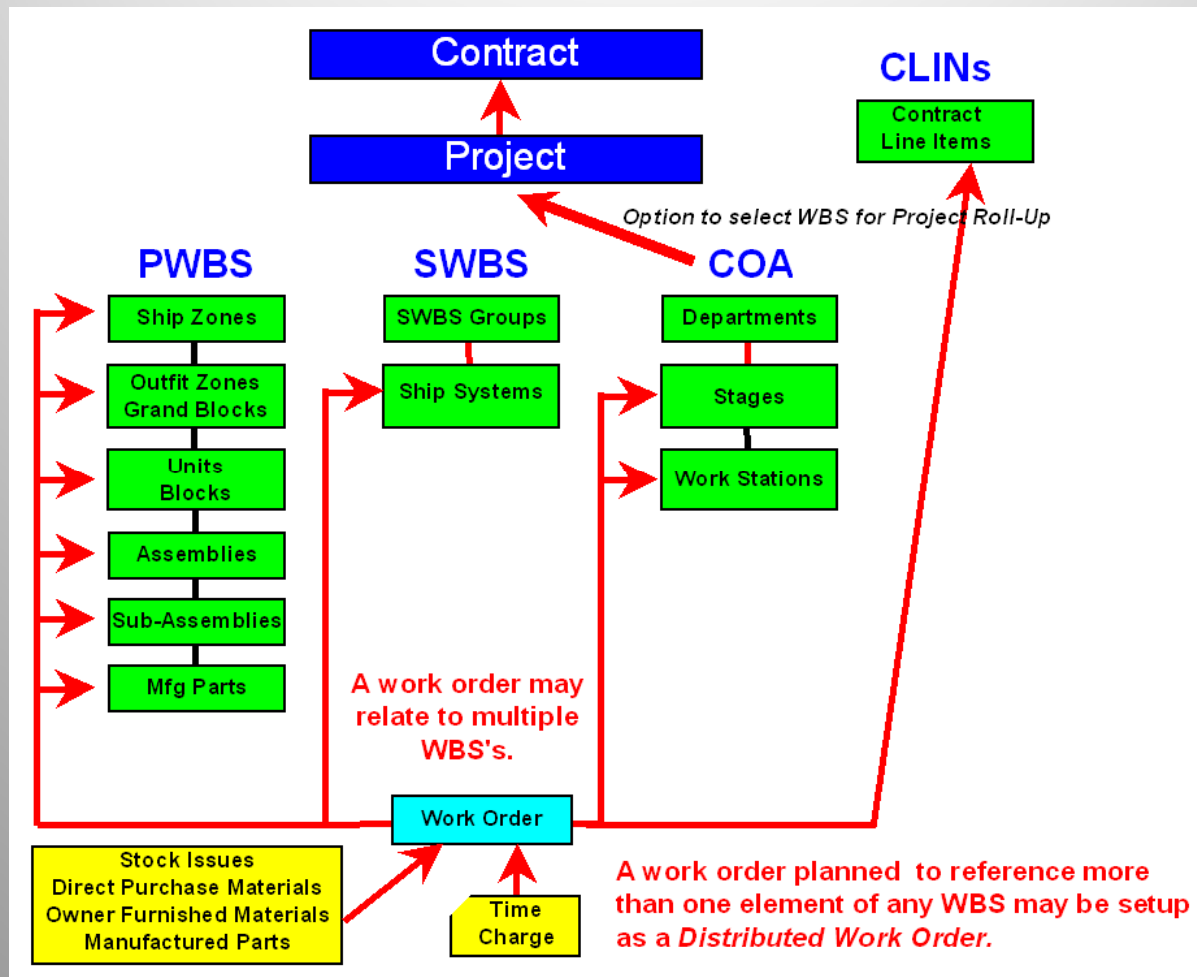 Contract
Project
CLINs
Contract
Line Items
Option to select WBS for Project Roll-Up
PWBS
SWBS
COA
Ship Zones
Outfit Zones
Grand Blocks
Units
Blocks
Assemblies
Sub-Assemblies
Mfg Parts
SWBS Groups
Ship Systems
Departments
Stages
Work Stations
A work order may
relate to multiple
WBS's.
Work Order
Stock Issues
Direct Purchase Materials
Owner Furnished Materials
Manufactured Parts
Time
Charge
A work order planned to reference more
than one element of any WBS may be setup
as a Distributed Work Order.